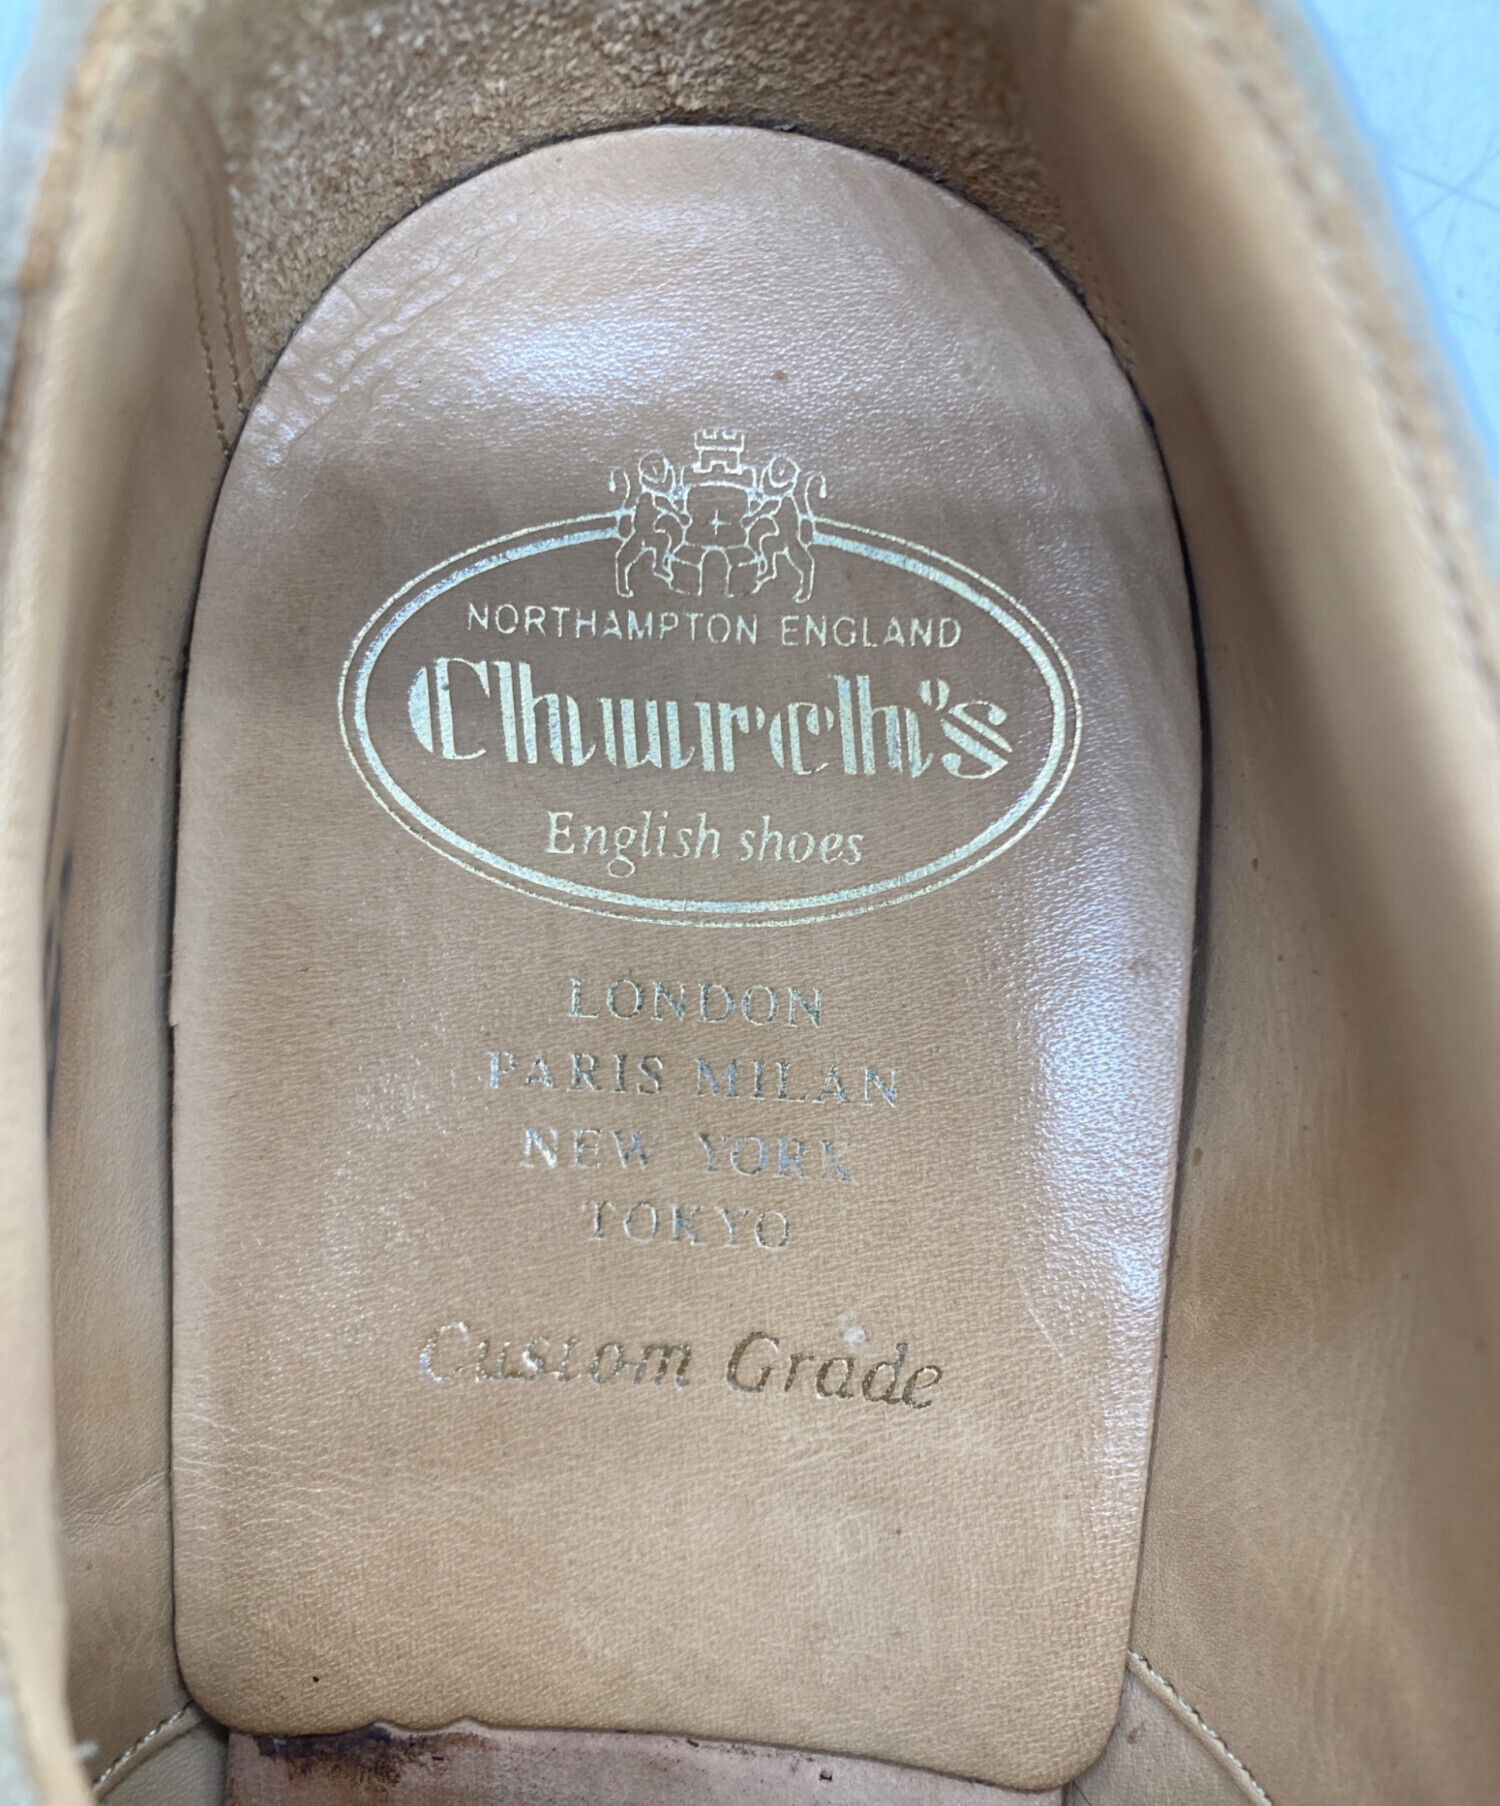 NORTHAMPTON ENGLAND
Church's
English shoes
LONDON
PARIS MILAN
NEW YORK
TOKYO
Custom Grade